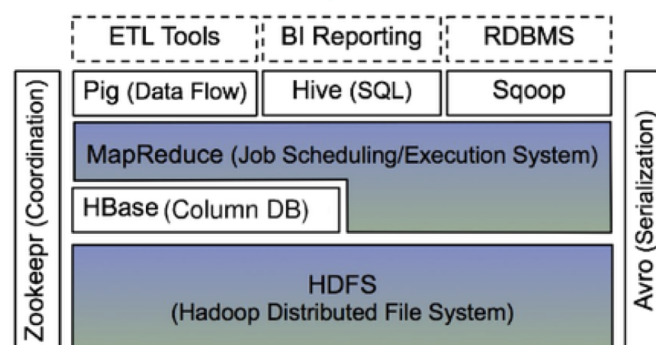 ETL Tools
BI Reporting
RDBMS
Pig (Data Flow)
Hive (SQL)
Sqoop
MapReduce (Job Scheduling/Execution System)
HBase (Column DB)
HDFS
(Hadoop Distributed File System)
Zookeepr (Coordination)
Avro (Serialization)